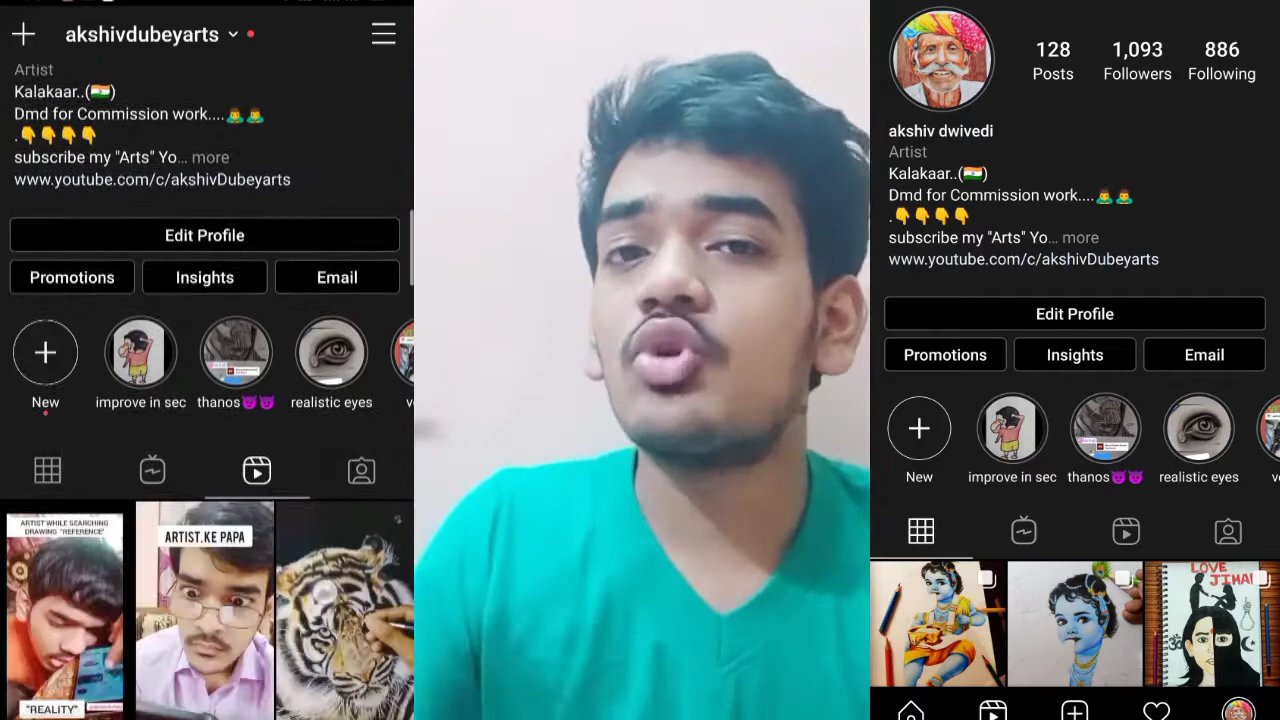 akshivdubeyarts
Artist
Kalakaar..(🇮🇳)
Dmd for Commission work....🙇‍♂️🙇‍♂️
.👇👇👇👇
subscribe my "Arts" Yo... more
www.youtube.com/c/akshivDubeyarts
Edit Profile
Promotions Insights Email
New improve in sec thanos😈😈 realistic eyes
ARTIST WHILE SEARCHING
DRAWING "REFERENCE"
"REALITY"
ARTIST.KE PAPA
128 1,093 886
Posts Followers Following
akshiv dwivedi
Artist
Kalakaar..(🇮🇳)
Dmd for Commission work....🙇‍♂️🙇‍♂️
.👇👇👇👇
subscribe my "Arts" Yo... more
www.youtube.com/c/akshivDubeyarts
Edit Profile
Promotions Insights Email
New improve in sec thanos😈😈 realistic eyes
LOVE
JIHAD
ॐ